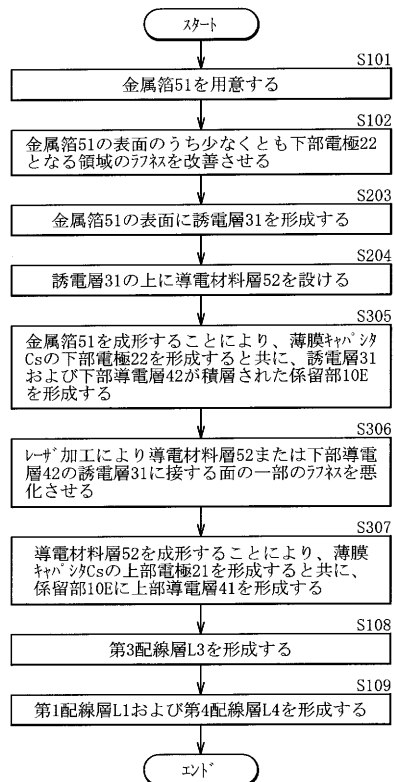 スタート
S101
金属箔51を用意する
S102
金属箔51の表面のうち少なくとも下部電極22
となる領域のラフネスを改善させる
S203
金属箔51の表面に誘電層31を形成する
S204
誘電層31の上に導電材料層52を設ける
S305
金属箔51を成形することにより、薄膜キャパシタ
Csの下部電極22を形成すると共に、誘電層31
および下部導電層42が積層された係留部10E
を形成する
S306
レーザ加工により導電材料層52または下部導電
層42の誘電層31に接する面の一部のラフネスを悪
化させる
S307
導電材料層52を成形することにより、薄膜
キャパシタCsの上部電極21を形成すると共に、
係留部10Eに上部導電層41を形成する
S108
第3配線層L3を形成する
S109
第1配線層L1および第4配線層L4を形成する
エンド